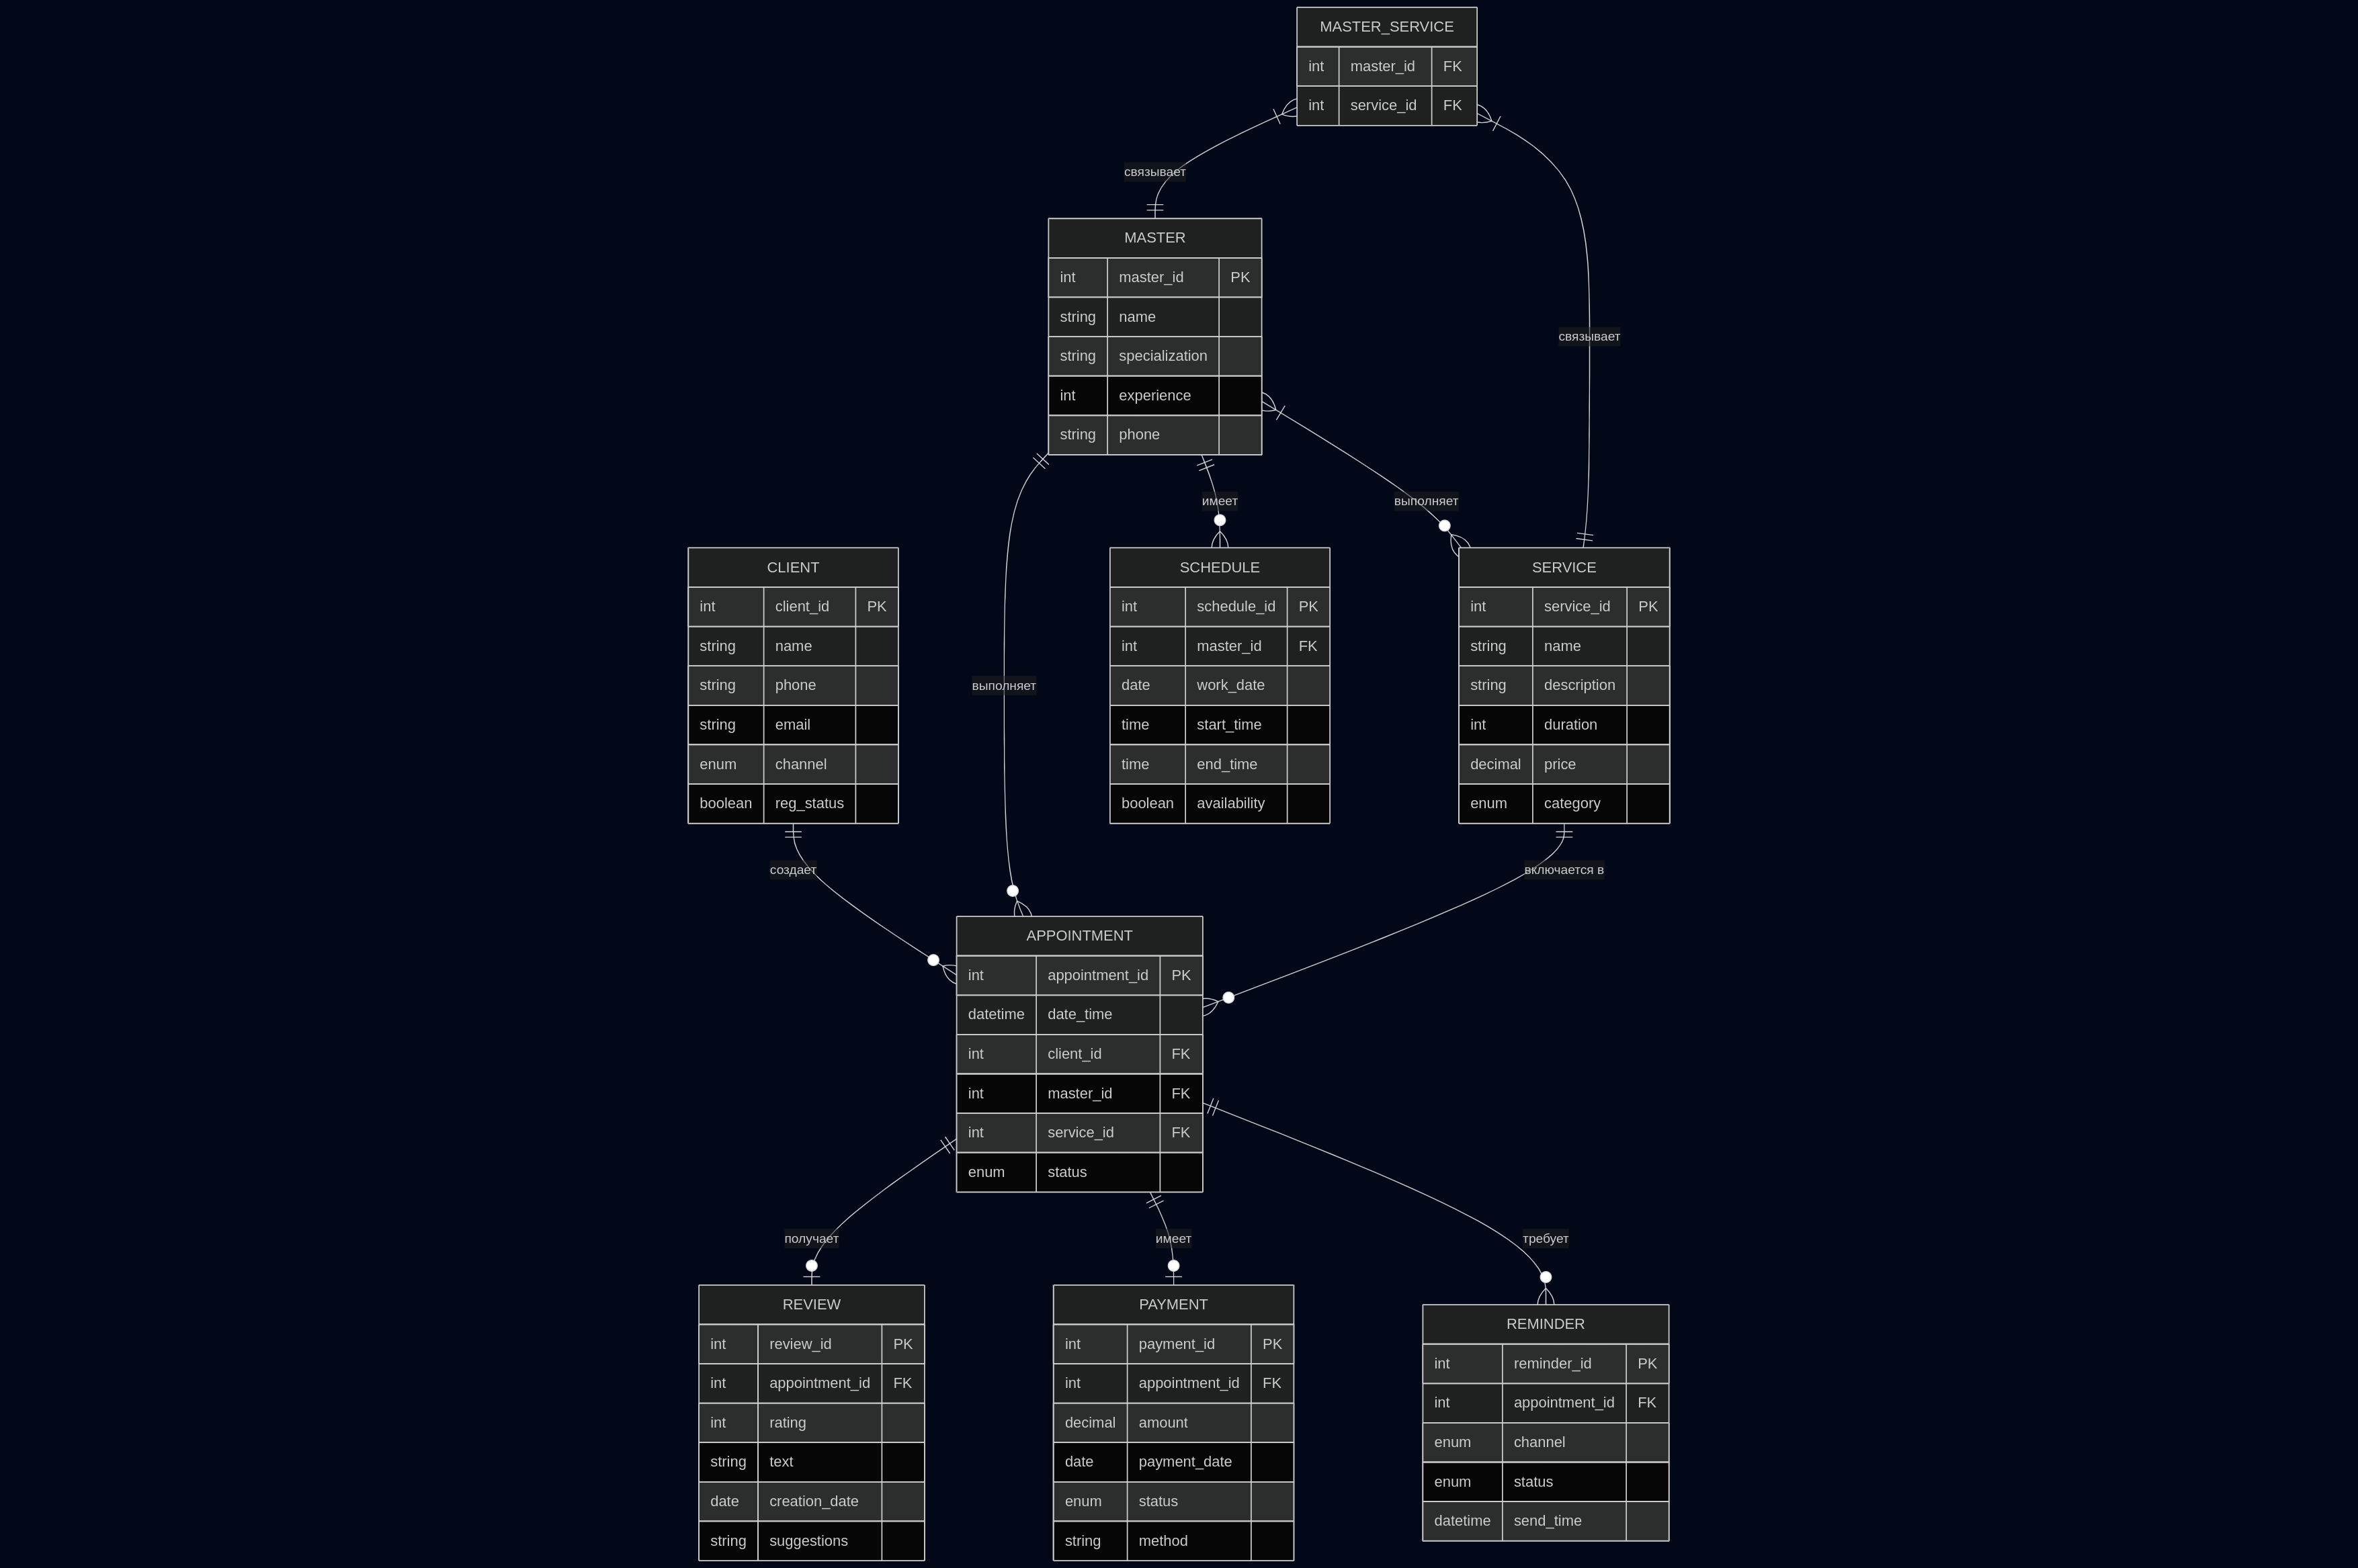 MASTER_SERVICE
int master_id FK
int service_id FK
связывает
MASTER
int master_id PK
string name
string specialization
int experience
string phone
связывает
имеет
выполняет
CLIENT
int client_id PK
string name
string phone
string email
enum channel
boolean reg_status
выполняет
SCHEDULE
int schedule_id PK
int master_id FK
date work_date
time start_time
time end_time
boolean availability
SERVICE
int service_id PK
string name
string description
int duration
decimal price
enum category
создает
включается в
APPOINTMENT
int appointment_id PK
datetime date_time
int client_id FK
int master_id FK
int service_id FK
enum status
получает
имеет
требует
REVIEW
int review_id PK
int appointment_id FK
int rating
string text
date creation_date
string suggestions
PAYMENT
int payment_id PK
int appointment_id FK
decimal amount
date payment_date
enum status
string method
REMINDER
int reminder_id PK
int appointment_id FK
enum channel
enum status
datetime send_time